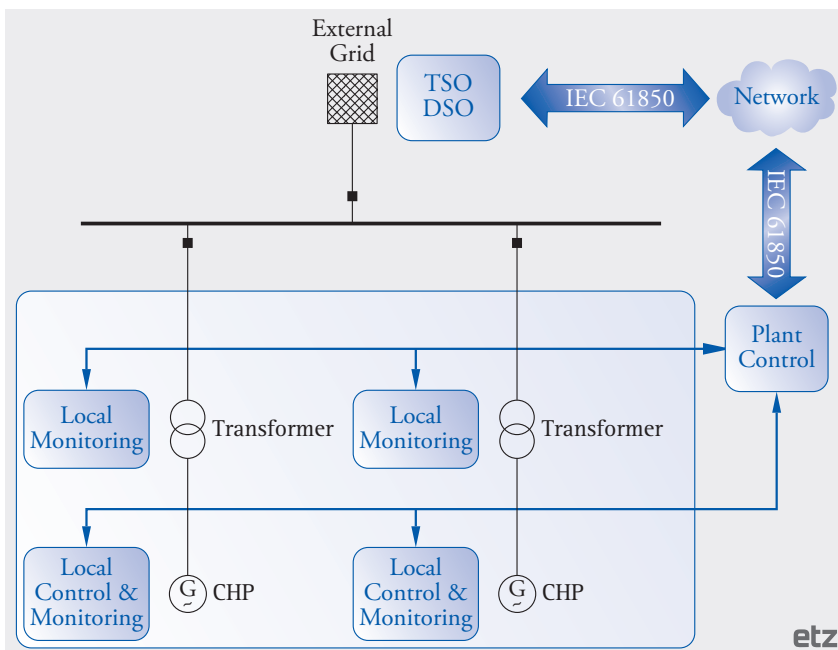 External
Grid
TSO
DSO
IEC 61850
Network
IEC 61850
Plant
Control
Local
Monitoring
Transformer
Local
Monitoring
Transformer
Local
Control &
Monitoring
G
~
CHP
Local
Control &
Monitoring
G
~
CHP
etz